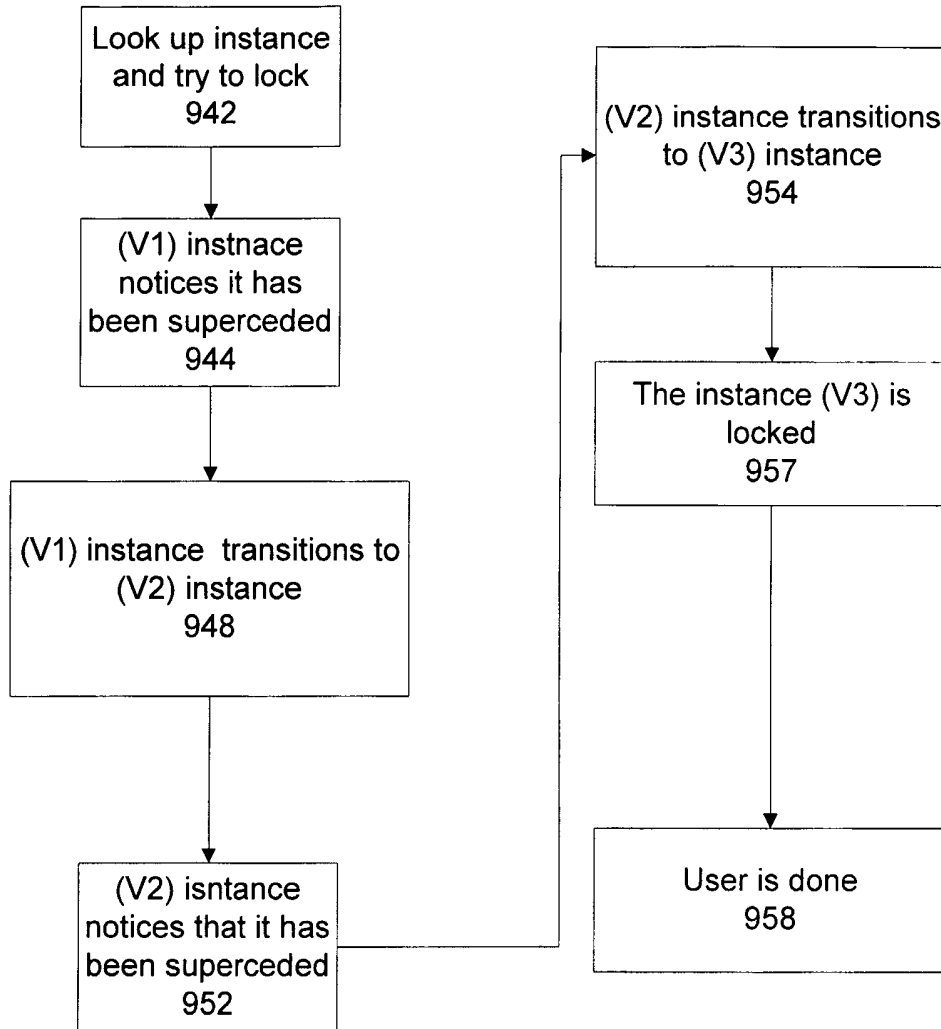 Look up instance
and try to lock
942
(V1) instnace
notices it has
been superceded
944
(V1) instance transitions to
(V2) instance
948
(V2) isntance
notices that it has
been superceded
952
(V2) instance transitions
to (V3) instance
954
The instance (V3) is
locked
957
User is done
958